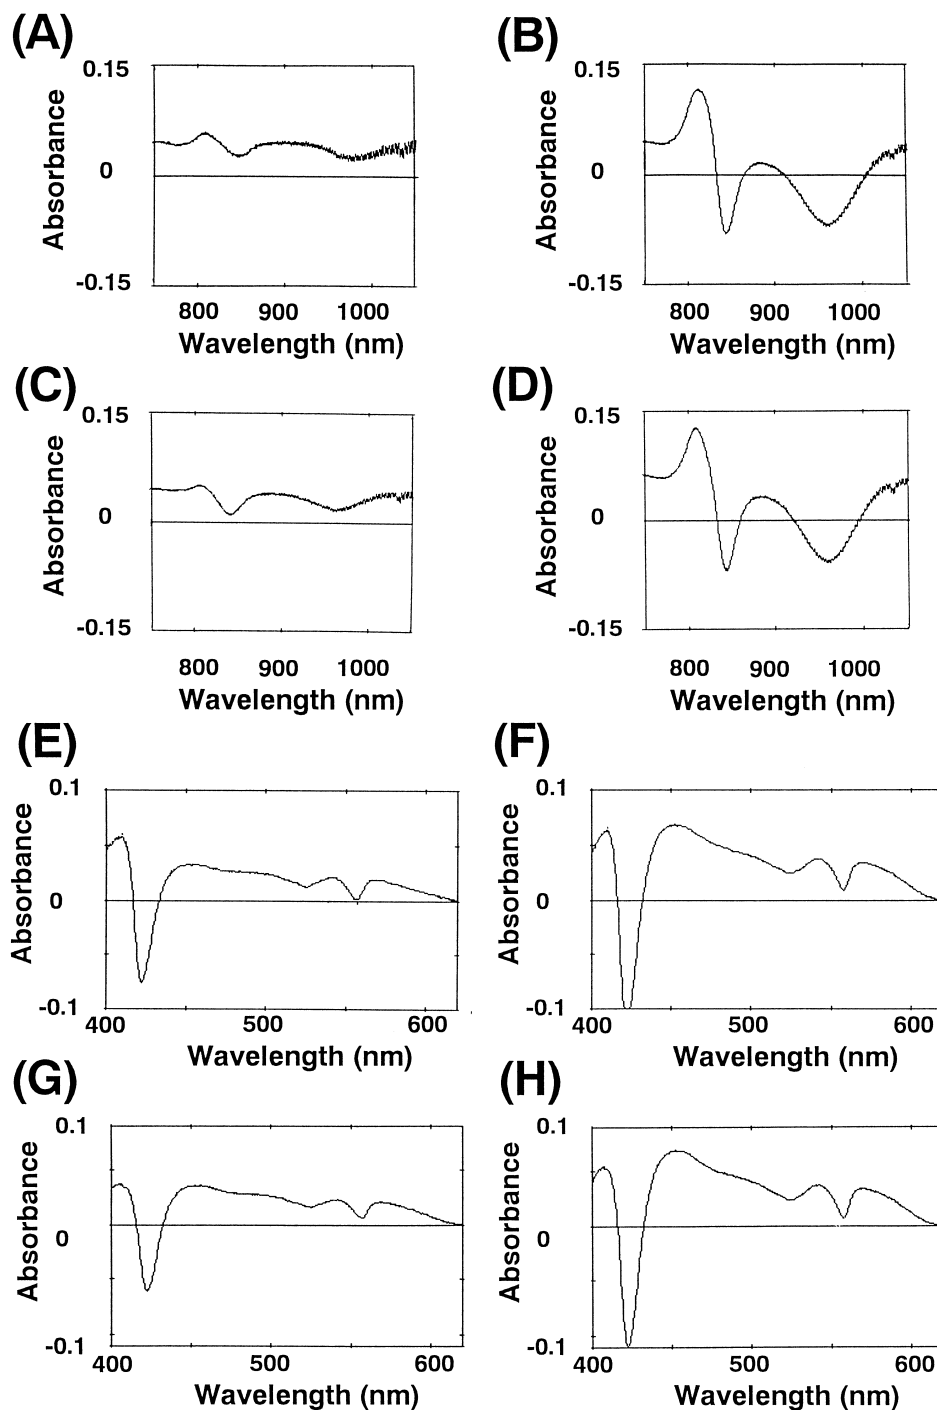 (A)
(B)
0.15
0.15
Absorbance
Absorbance
0
0
-0.15
-0.15
800 900 1000
800 900 1000
Wavelength (nm)
Wavelength (nm)
(C)
(D)
0.15
0.15
Absorbance
Absorbance
0
0
-0.15
-0.15
800 900 1000
800 900 1000
Wavelength (nm)
Wavelength (nm)
(E)
(F)
0.1
0.1
Absorbance
Absorbance
0
0
-0.1
-0.1
400 500 600
400 500 600
Wavelength (nm)
Wavelength (nm)
(G)
(H)
0.1
0.1
Absorbance
Absorbance
0
0
-0.1
-0.1
400 500 600
400 500 600
Wavelength (nm)
Wavelength (nm)